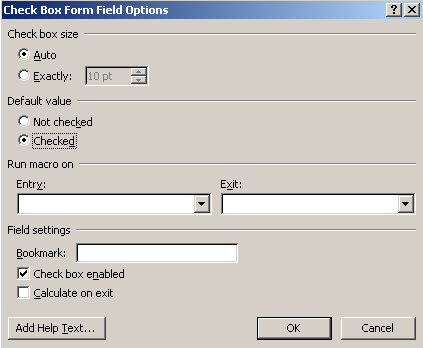 Check Box Form Field Options
Check box size
Auto
Exactly: 10 pt
Default value
Not checked
Checked
Run macro on
Entry: Exit:
Field settings
Bookmark:
Check box enabled
Calculate on exit
Add Help Text... OK Cancel